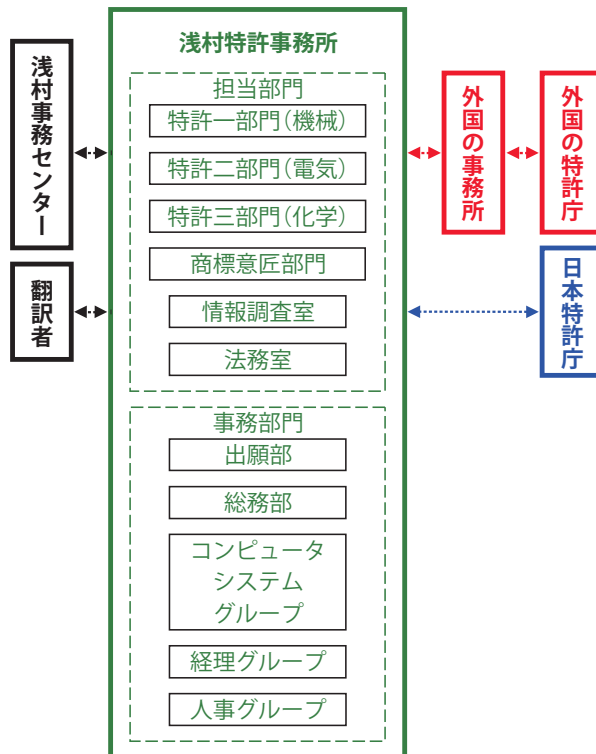 浅村特許事務所
浅村事務センター
翻訳者
担当部門
特許一部門（機械）
特許二部門（電気）
特許三部門（化学）
商標意匠部門
情報調査室
法務室
事務部門
出願部
総務部
コンピュータ
システム
グループ
経理グループ
人事グループ
外国の事務所
外国の特許庁
日本特許庁